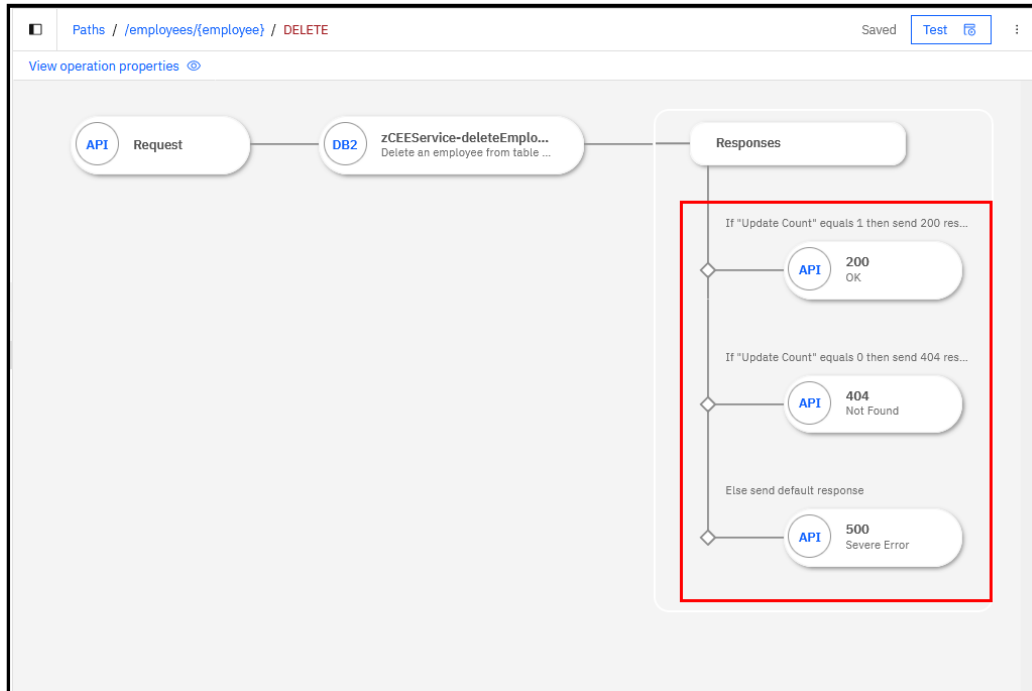 Paths / /employees/{employee} / DELETE
Saved
Test
View operation properties
API
Request
DB2
zCEEService-deleteEmplo...
Delete an employee from table ...
Responses
If "Update Count" equals 1 then send 200 res...
API
200
OK
If "Update Count" equals 0 then send 404 res...
API
404
Not Found
Else send default response
API
500
Severe Error